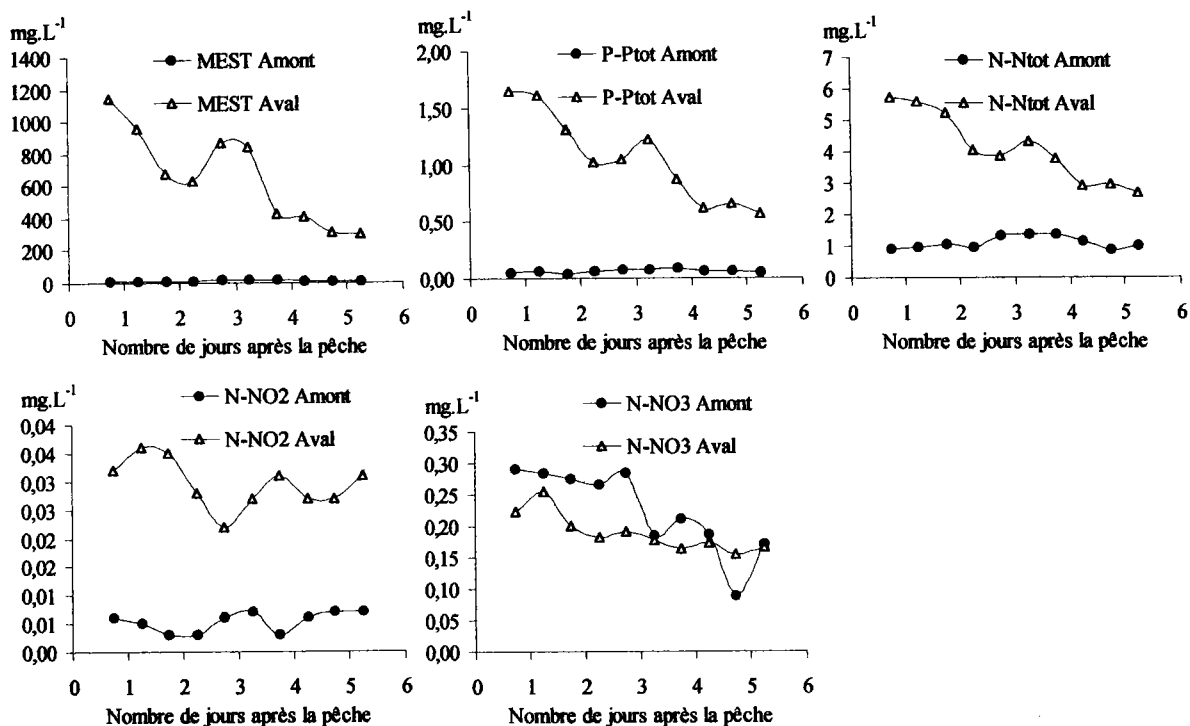 mg.L-1
MEST Amont
MEST Aval
1400
1200
1000
800
600
400
200
0
0 1 2 3 4 5 6
Nombre de jours après la pêche
mg.L-1
P-Ptot Amont
P-Ptot Aval
2,00
1,50
1,00
0,50
0,00
0 1 2 3 4 5 6
Nombre de jours après la pêche
mg.L-1
N-Ntot Amont
N-Ntot Aval
7
6
5
4
3
2
1
0
0 1 2 3 4 5 6
Nombre de jours après la pêche
mg.L-1
N-NO2 Amont
N-NO2 Aval
0,04
0,04
0,03
0,03
0,02
0,02
0,01
0,01
0,00
0 1 2 3 4 5 6
Nombre de jours après la pêche
mg.L-1
N-NO3 Amont
N-NO3 Aval
0,35
0,30
0,25
0,20
0,15
0,10
0,05
0,00
0 1 2 3 4 5 6
Nombre de jours après la pêche